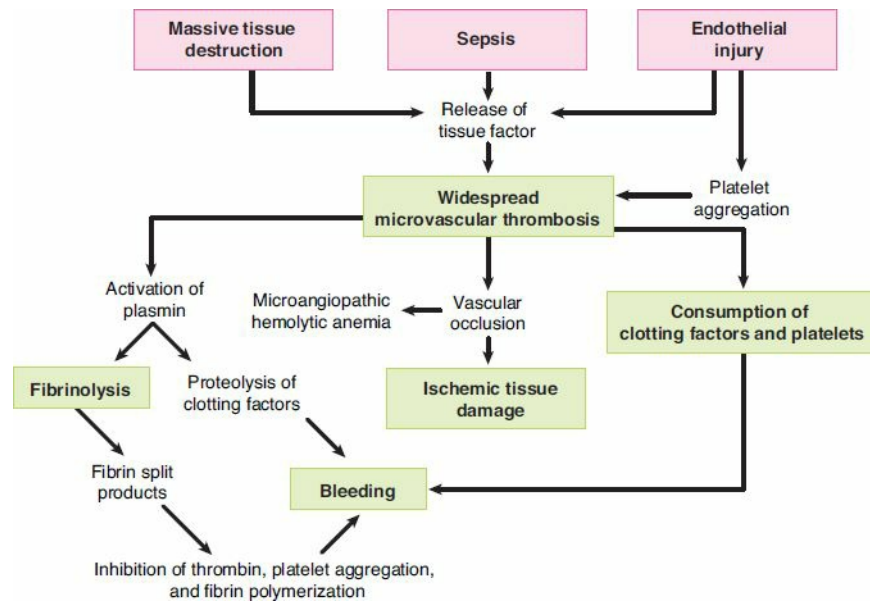 Massive tissue
destruction
Sepsis
Endothelial
injury
Release of
tissue factor
Widespread
microvascular thrombosis
Platelet
aggregation
Activation of
plasmin
Microangiopathic
hemolytic anemia
Vascular
occlusion
Consumption of
clotting factors and platelets
Fibrinolysis
Proteolysis of
clotting factors
Ischemic tissue
damage
Fibrin split
products
Bleeding
Inhibition of thrombin, platelet aggregation,
and fibrin polymerization